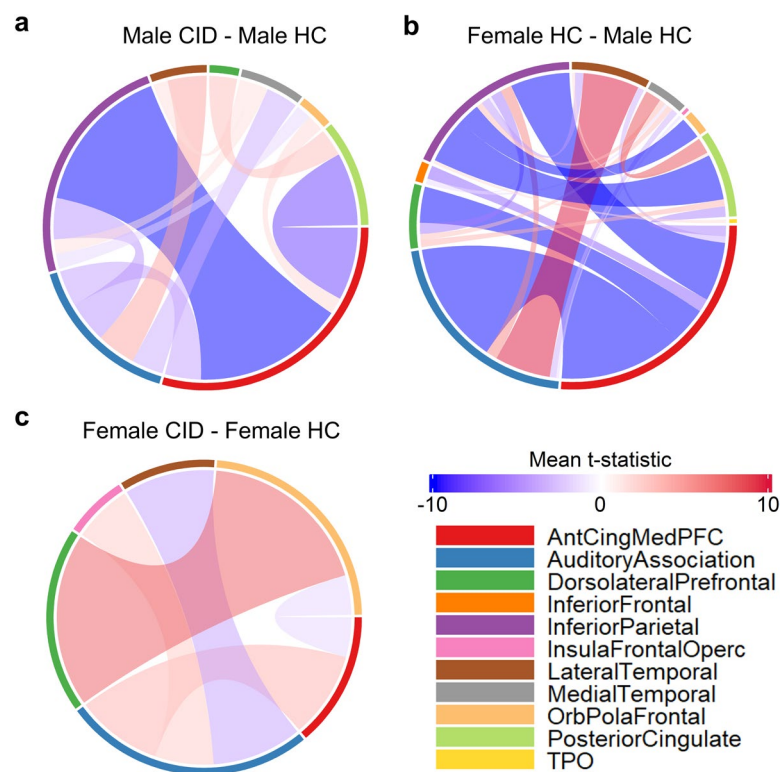 a
Male CID - Male HC
b
Female HC - Male HC
c
Female CID - Female HC
Mean t-statistic
-10 0 10
AntCingMedPFC
AuditoryAssociation
DorsolateralPrefrontal
InferiorFrontal
InferiorParietal
InsulaFrontalOperc
LateralTemporal
MedialTemporal
OrbPolaFrontal
PosteriorCingulate
TPO